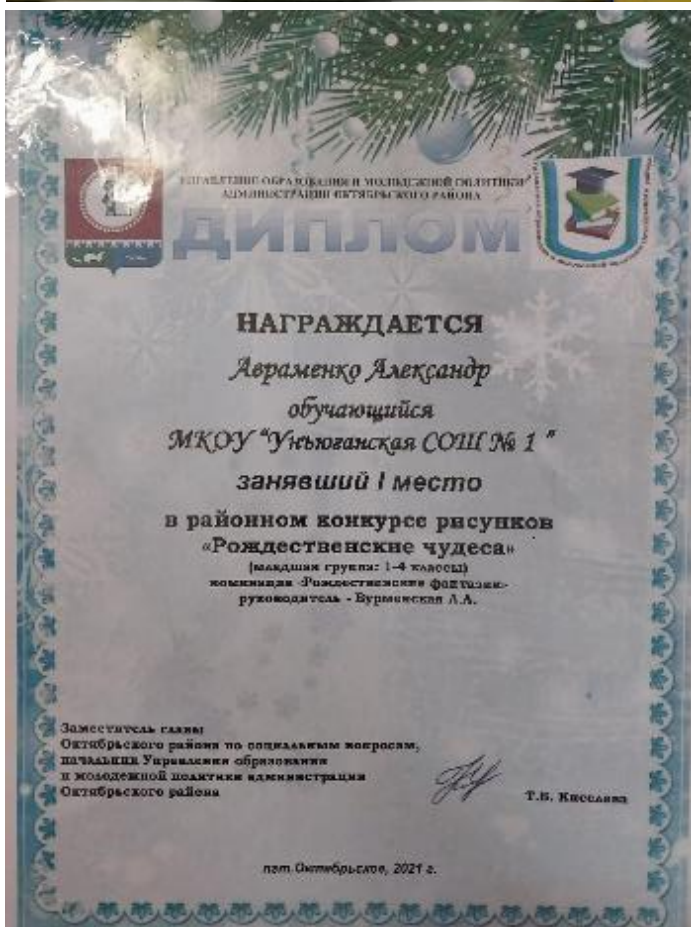 УПРАВЛЕНИЕ ОБРАЗОВАНИЯ И МОЛОДЕЖНОЙ ПОЛИТИКИ
АДМИНИСТРАЦИИ ОКТЯБРЬСКОГО РАЙОНА
ДИПЛОМ
НАГРАЖДАЕТСЯ
Авраменко Александр
обучающийся
МКОУ "Унъюганская СОШ № 1 "
занявший I место
в районном конкурсе рисунков
«Рождественские чудеса»
(младшая группа: 1-4 классы)
номинация «Рождественские фантазии»
руководитель - Бурманская Л.А.
Заместитель главы
Октябрьского района по социальным вопросам,
начальник Управления образования
и молодежной политики администрации
Октябрьского района
Т.Б. Киселева
пгт. Октябрьское, 2021 г.